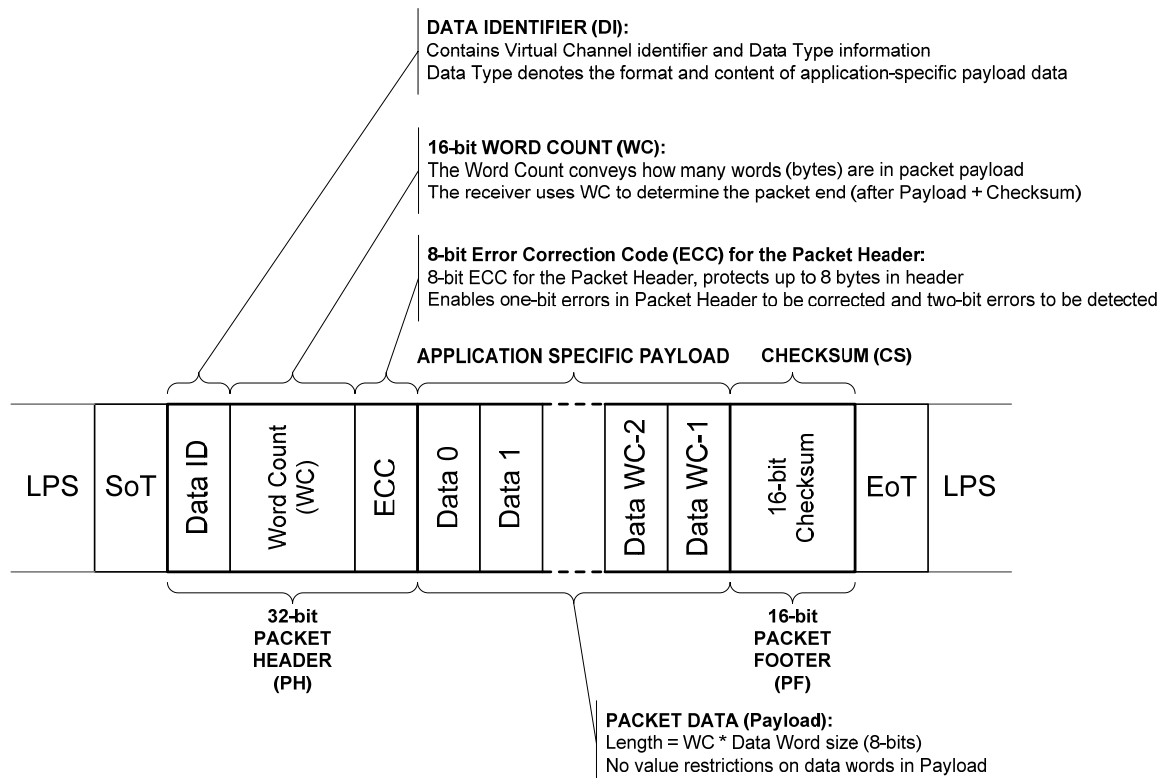 DATA IDENTIFIER (DI):
Contains Virtual Channel identifier and Data Type information
Data Type denotes the format and content of application-specific payload data
16-bit WORD COUNT (WC):
The Word Count conveys how many words (bytes) are in packet payload
The receiver uses WC to determine the packet end (after Payload + Checksum)
8-bit Error Correction Code (ECC) for the Packet Header:
8-bit ECC for the Packet Header, protects up to 8 bytes in header
Enables one-bit errors in Packet Header to be corrected and two-bit errors to be detected
APPLICATION SPECIFIC PAYLOAD
CHECKSUM (CS)
LPS
SoT
Data ID
Word Count
(WC)
ECC
Data 0
Data 1
Data WC-2
Data WC-1
16-bit
Checksum
EoT
LPS
32-bit
PACKET
HEADER
(PH)
16-bit
PACKET
FOOTER
(PF)
PACKET DATA (Payload):
Length = WC * Data Word size (8-bits)
No value restrictions on data words in Payload